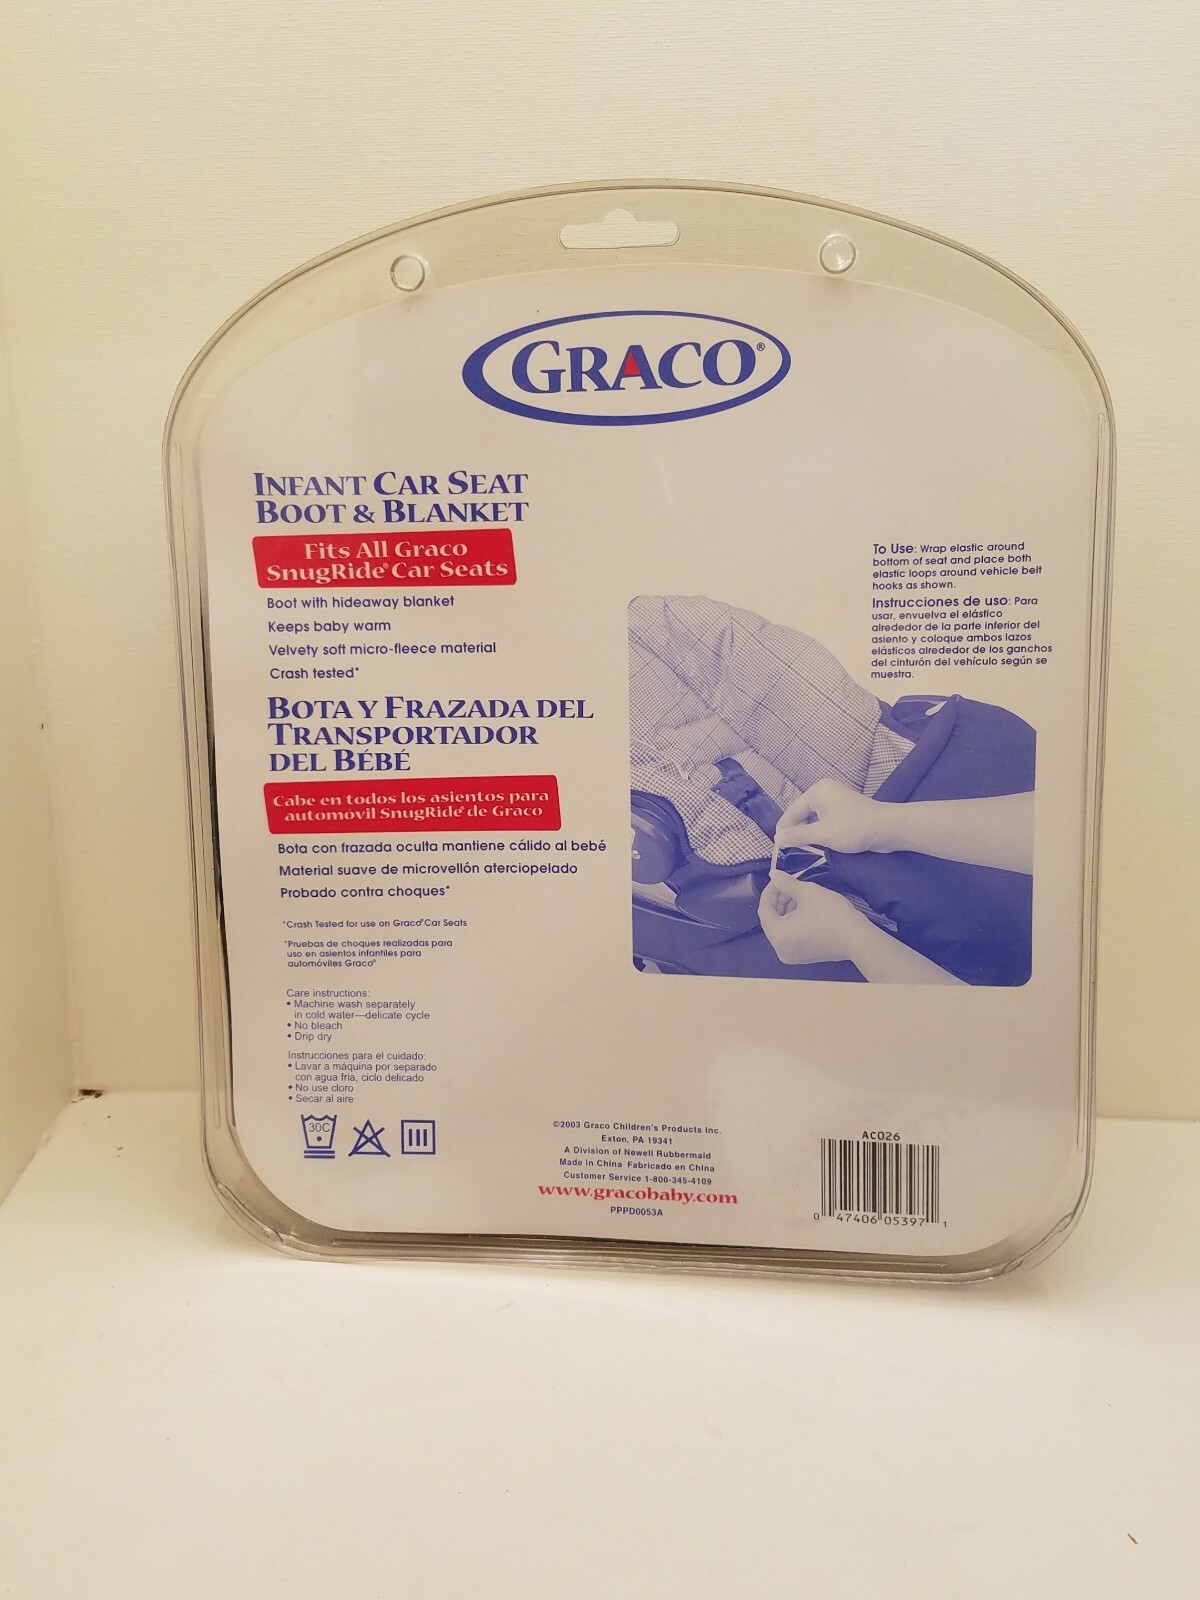 GRACO®
INFANT CAR SEAT
BOOT & BLANKET
Fits All Graco
SnugRide® Car Seats
Boot with hideaway blanket
Keeps baby warm
Velvety soft micro-fleece material
Crash tested*
BOTA Y FRAZADA DEL
TRANSPORTADOR
DEL BÉBÉ
Cabe en todos los asientos para
automóvil SnugRide® de Graco
Bota con frazada oculta mantiene cálido al bebé
Material suave de microvellón aterciopelado
Probado contra choques*
*Crash Tested for use on Graco® Car Seats
*Pruebas de choques realizadas para
uso en asientos infantiles para
automóviles Graco®
Care instructions:
• Machine wash separately
in cold water—delicate cycle
• No bleach
• Drip dry
Instrucciones para el cuidado:
• Lavar a máquina por separado
con agua fria, ciclo delicado
• No use cloro
• Secar al aire
30C
To Use: Wrap elastic around
bottom of seat and place both
elastic loops around vehicle belt
hooks as shown.
Instrucciones de uso: Para
usar, envuelva el elástico
alrededor de la parte inferior del
asiento y coloque ambos lazos
elásticos alrededor de los ganchos
del cinturón del vehículo según se
muestra.
©2003 Graco Children's Products Inc.
Exton, PA 19341
A Division of Newell Rubbermaid
Made in China Fabricado en China
Customer Service 1-800-345-4109
www.gracobaby.com
PPPD0053A
AC026
0 47406 05397 1